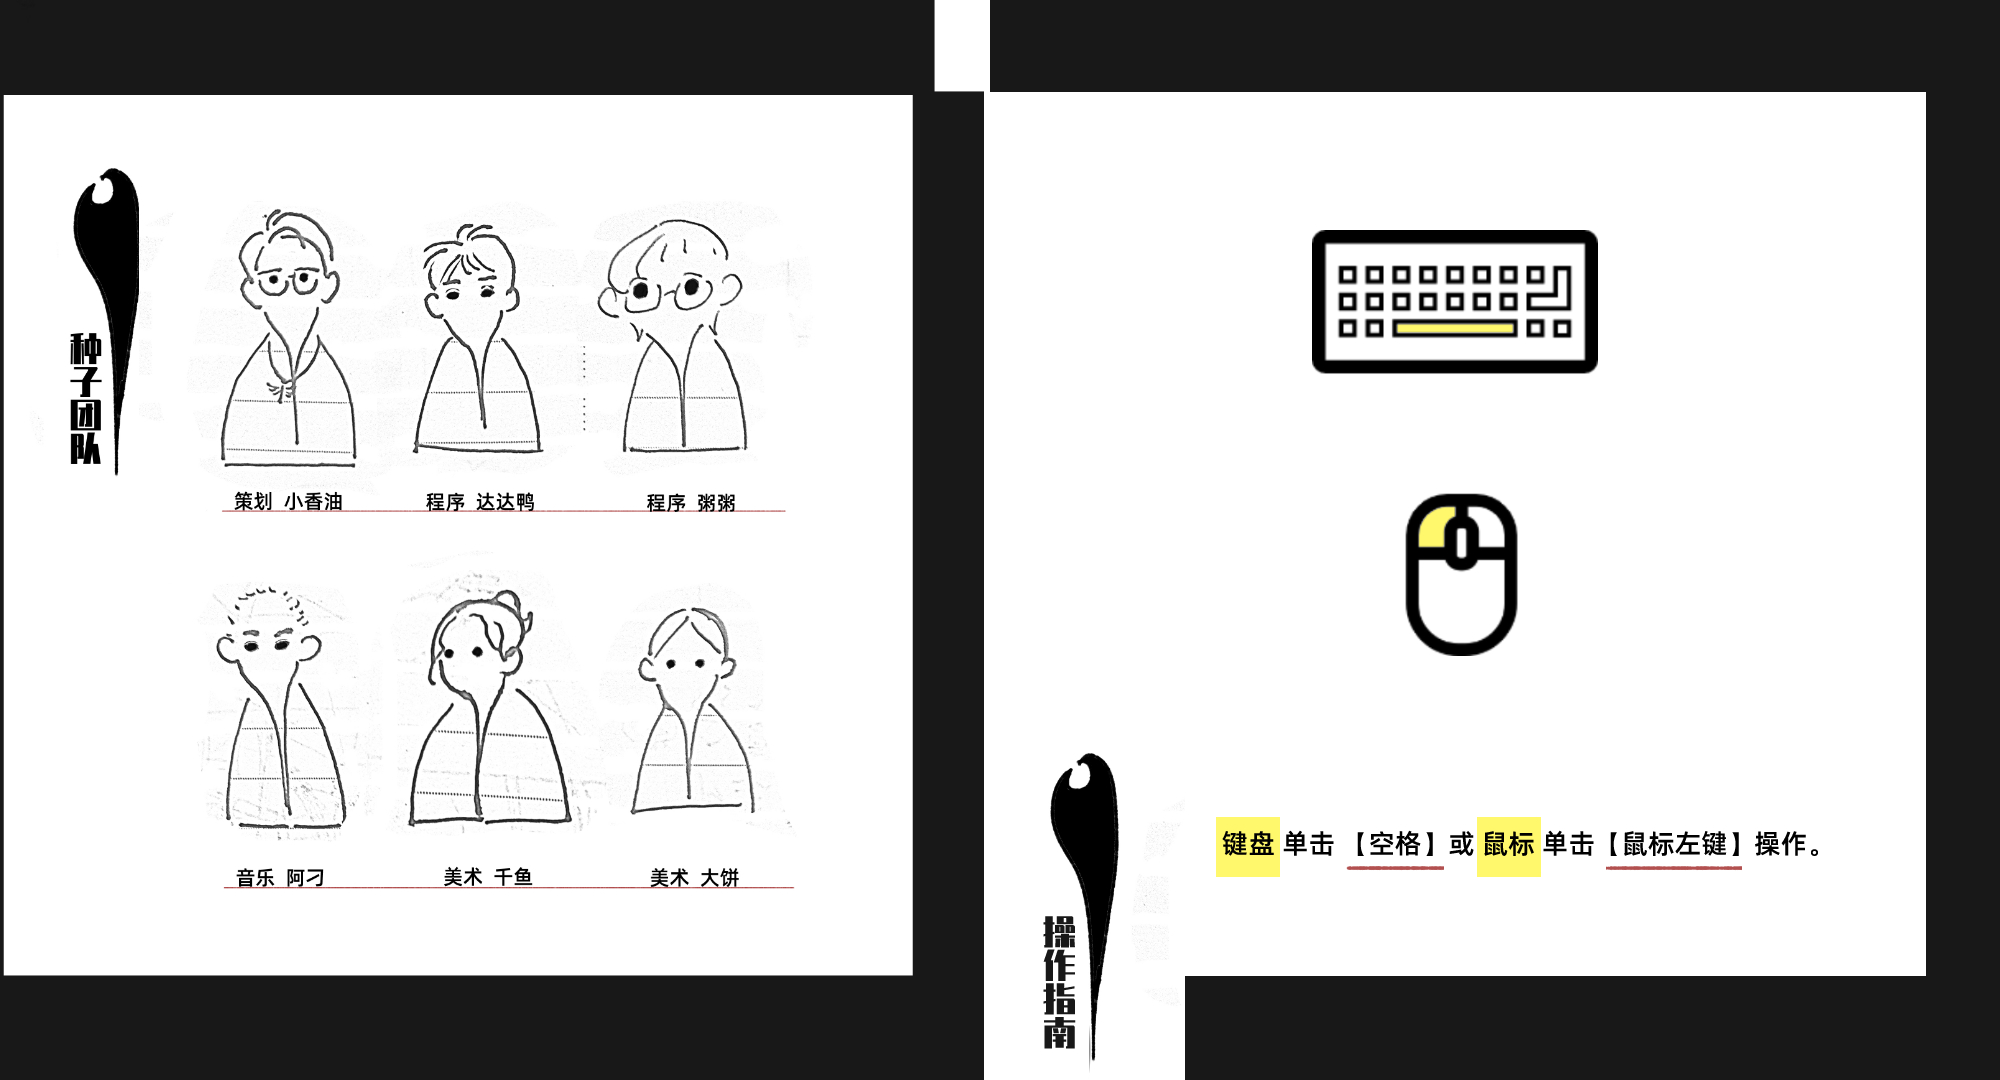 种子团队
策划 小香油
程序 达达鸭
程序 粥粥
音乐 阿刁
美术 千鱼
美术 大饼
操作指南
键盘单击【空格】或鼠标单击【鼠标左键】操作。